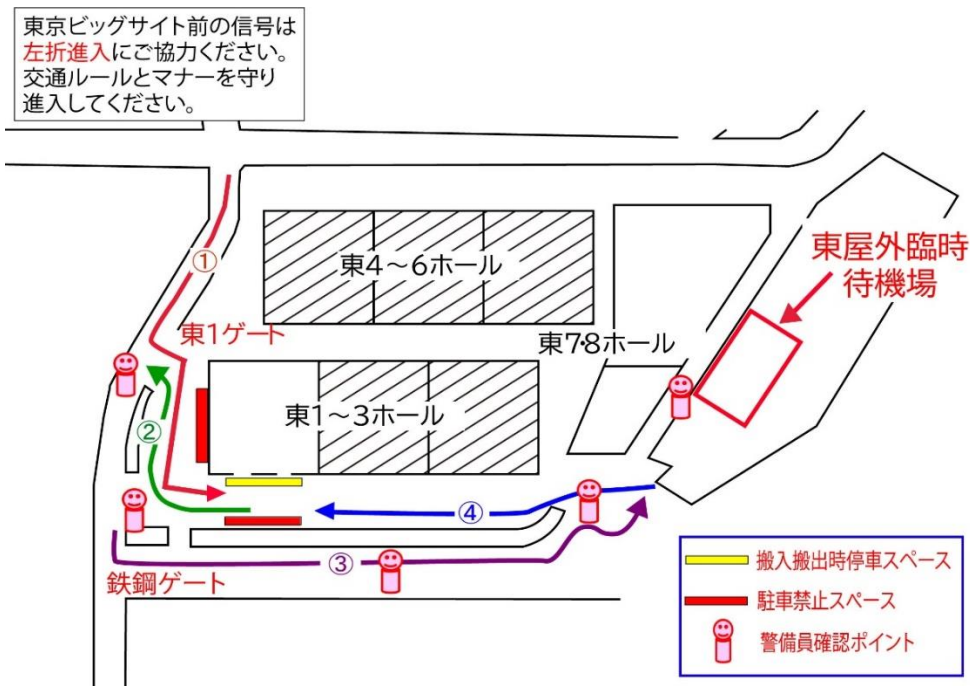 東京ビッグサイト前の信号は
左折進入にご協力ください。
交通ルールとマナーを守り
進入してください。
①
東4～6ホール
東屋外臨時
待機場
東1ゲート
東7・8ホール
②
東1～3ホール
④
③
鉄鋼ゲート
搬入搬出時停車スペース
駐車禁止スペース
警備員確認ポイント